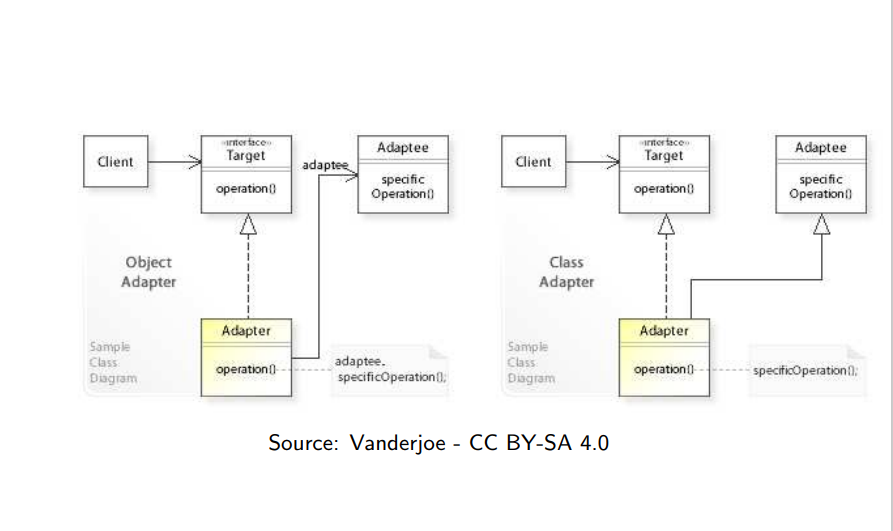 Client
«interface»
Target
operation()
adaptee
Adaptee
specific
Operation()
Object
Adapter
Adapter
operation()
adaptee.
specificOperation();
Sample
Class
Diagram
Client
«interface»
Target
operation()
Adaptee
specific
Operation()
Class
Adapter
Adapter
operation()
specificOperation();
Sample
Class
Diagram
Source: Vanderjoe - CC BY-SA 4.0